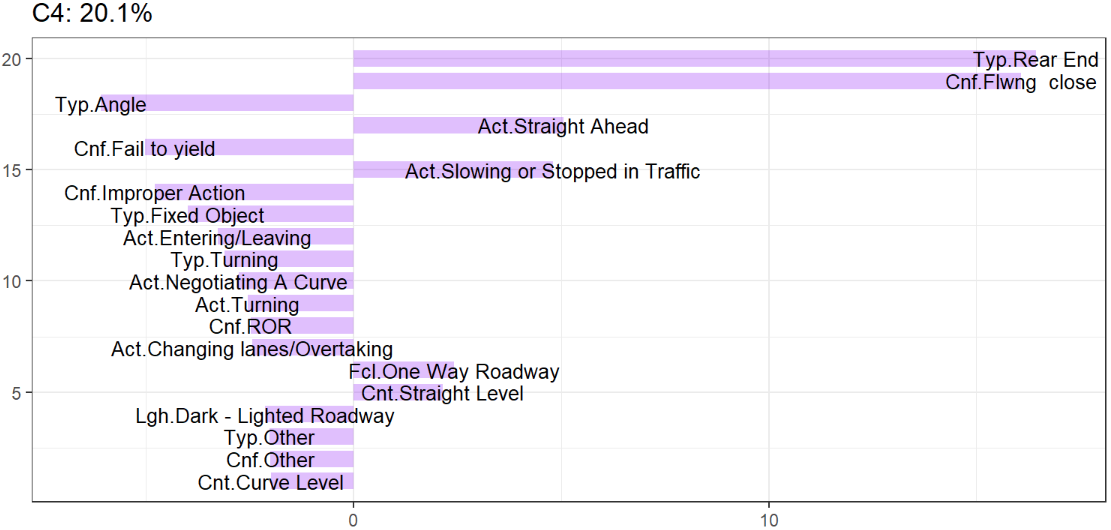 C4: 20.1%
20
Typ.Rear End
Cnf.Flwng  close
Typ.Angle
Act.Straight Ahead
Cnf.Fail to yield
15
Act.Slowing or Stopped in Traffic
Cnf.Improper Action
Typ.Fixed Object
Act.Entering/Leaving
Typ.Turning
10
Act.Negotiating A Curve
Act.Turning
Cnf.ROR
Act.Changing lanes/Overtaking
Fcl.One Way Roadway
5
Cnt.Straight Level
Lgh.Dark - Lighted Roadway
Typ.Other
Cnf.Other
Cnt.Curve Level
0
10